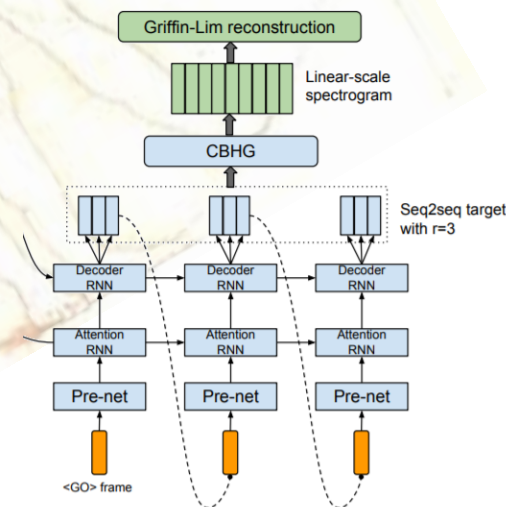 Griffin-Lim reconstruction
Linear-scale
spectrogram
CBHG
Seq2seq target
with r=3
Decoder
RNN
Decoder
RNN
Decoder
RNN
Attention
RNN
Attention
RNN
Attention
RNN
Pre-net
Pre-net
Pre-net
<GO> frame